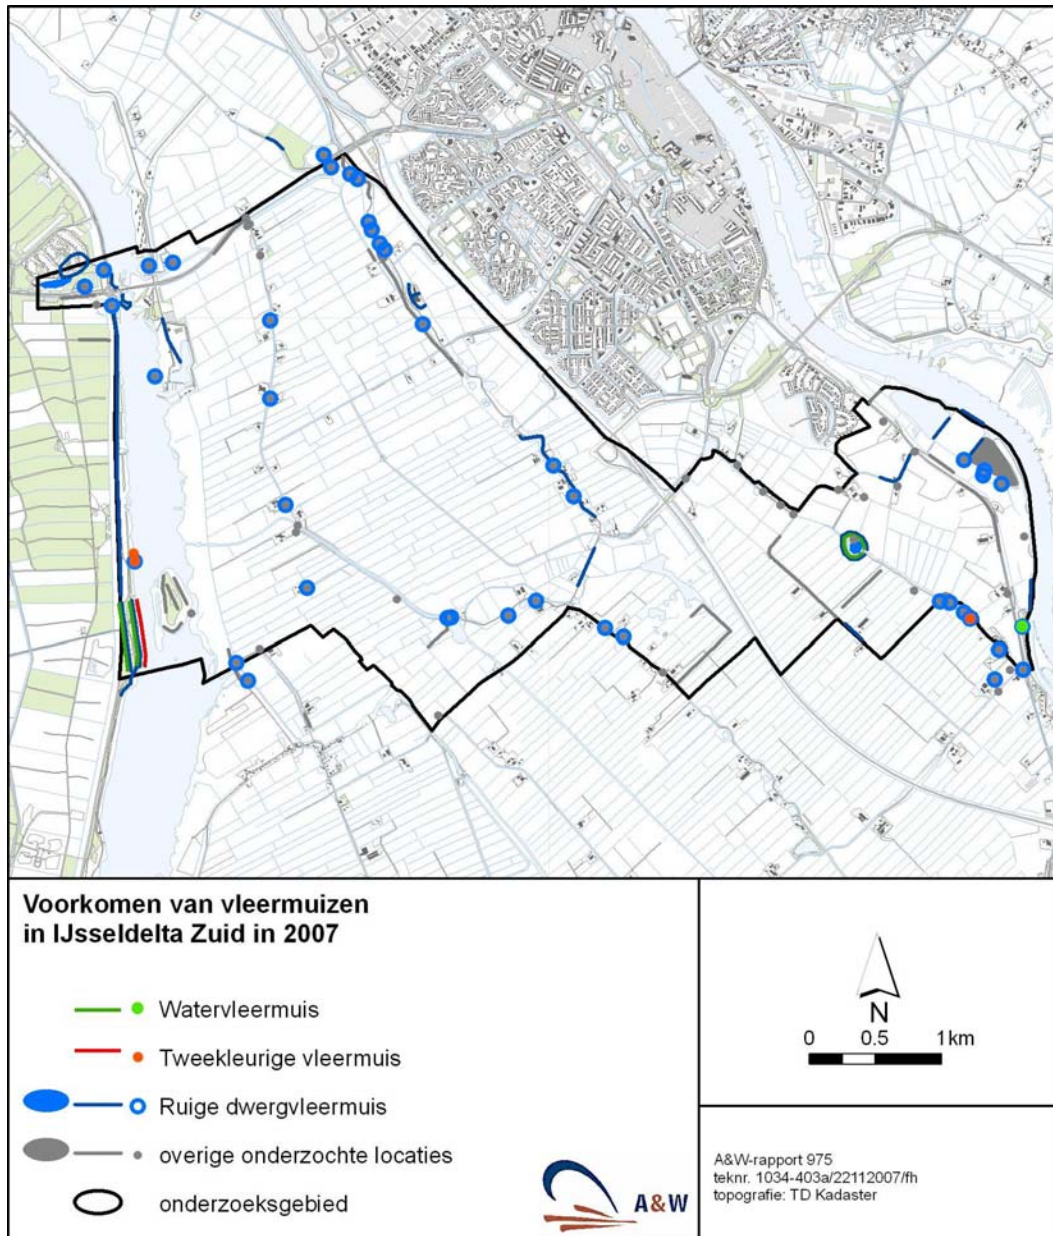 Voorkomen van vleermuizen
in IJsseldelta Zuid in 2007
Watervleermuis
Tweekleurige vleermuis
Ruige dwergvleermuis
overige onderzochte locaties
onderzoeksgebied
A&W
N
0 0.5 1km
A&W-rapport 975
teknr. 1034-403a/22112007/fh
topografie: TD Kadaster